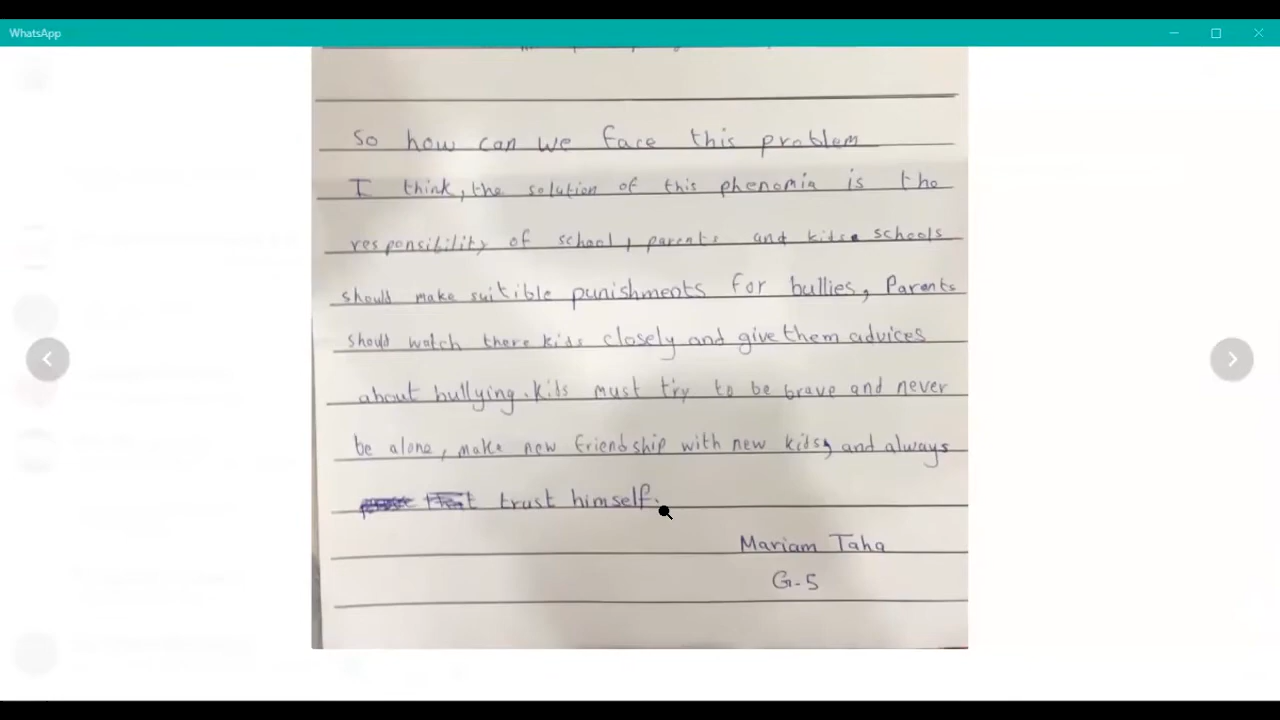 WhatsApp
So how can we face this problem
I think, the solution of this phenomia is the
responsibility of school, parents and kids. schools
should make suitible punishments for bullies, Parents
should watch there kids closely and give them advices
about bullying. Kids must try to be brave and never
be alone, make new friendship with new kids, and always
trust himself.
Mariam Taha
G-5